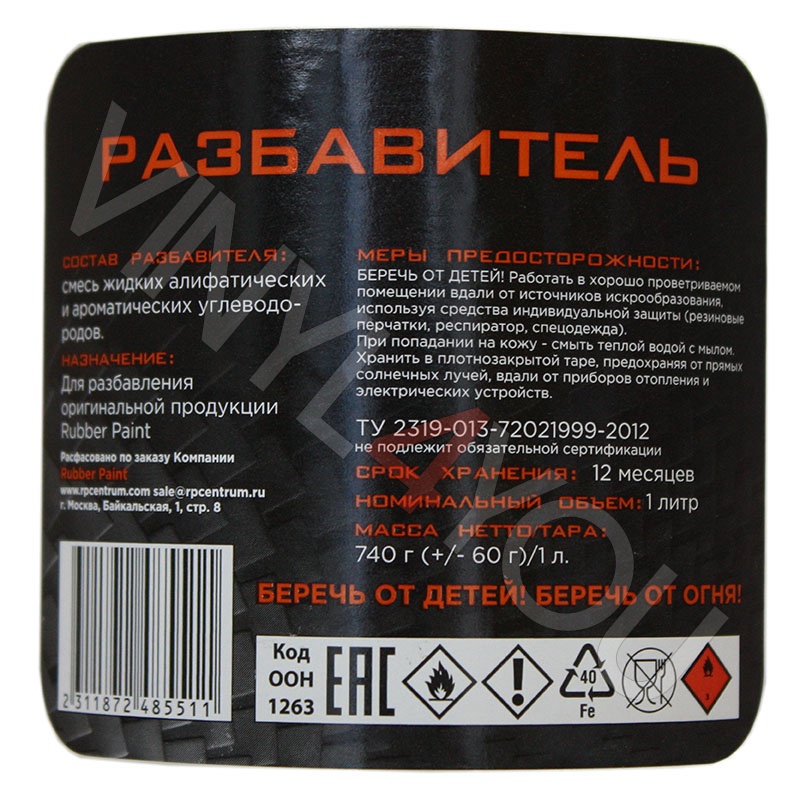 РАЗБАВИТЕЛЬ
СОСТАВ РАЗБАВИТЕЛЯ:
смесь жидких алифатических
и ароматических углеводо-
родов.
НАЗНАЧЕНИЕ:
Для разбавления
оригинальной продукции
Rubber Paint
Расфасовано по заказу Компании
Rubber Paint
www.rpcentrum.com sale@rpcentrum.ru
г. Москва, Байкальская, 1, стр. 8
МЕРЫ ПРЕДОСТОРОЖНОСТИ:
БЕРЕЧЬ ОТ ДЕТЕЙ! Работать в хорошо проветриваемом
помещении вдали от источников искрообразования,
используя средства индивидуальной защиты (резиновые
перчатки, респиратор, спецодежда).
При попадании на кожу - смыть теплой водой с мылом.
Хранить в плотнозакрытой таре, предохраняя от прямых
солнечных лучей, вдали от приборов отопления и
электрических устройств.
ТУ 2319-013-72021999-2012
не подлежит обязательной сертификации
СРОК ХРАНЕНИЯ: 12 месяцев
НОМИНАЛЬНЫЙ ОБЪЕМ: 1 литр
МАССА НЕТТО/ТАРА:
740 г (+/- 60 г)/1 л.
БЕРЕЧЬ ОТ ДЕТЕЙ! БЕРЕЧЬ ОТ ОГНЯ!
2 311872 485511
Код
ООН
1263
EAC
40
Fe
3
VINYL4YOU